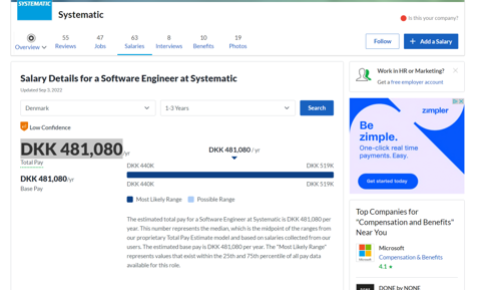 SYSTEMATIC
Systematic
Is this your company?
Overview
55
Reviews
47
Jobs
63
Salaries
8
Interviews
10
Benefits
19
Photos
Follow
+ Add a Salary
Salary Details for a Software Engineer at Systematic
Updated Sep 3, 2022
Denmark
1-3 Years
Search
Low Confidence
DKK 481,080/yr
Total Pay
DKK 481,080/yr
Base Pay
DKK 481,080 /yr
DKK 440K DKK 519K
DKK 440K DKK 519K
Most Likely Range Possible Range
The estimated total pay for a Software Engineer at Systematic is DKK 481,080 per
year. This number represents the median, which is the midpoint of the ranges from
our proprietary Total Pay Estimate model and based on salaries collected from our
users. The estimated base pay is DKK 481,080 per year. The "Most Likely Range"
represents values that exist within the 25th and 75th percentile of all pay data
available for this role.
Work in HR or Marketing?
Get a free employer account
zimpler
Be
zimple.
One-click real time
payments. Easy.
Get started today
Top Companies for
"Compensation and Benefits"
Near You
Microsoft
Compensation & Benefits
4.1
DONE by NONE